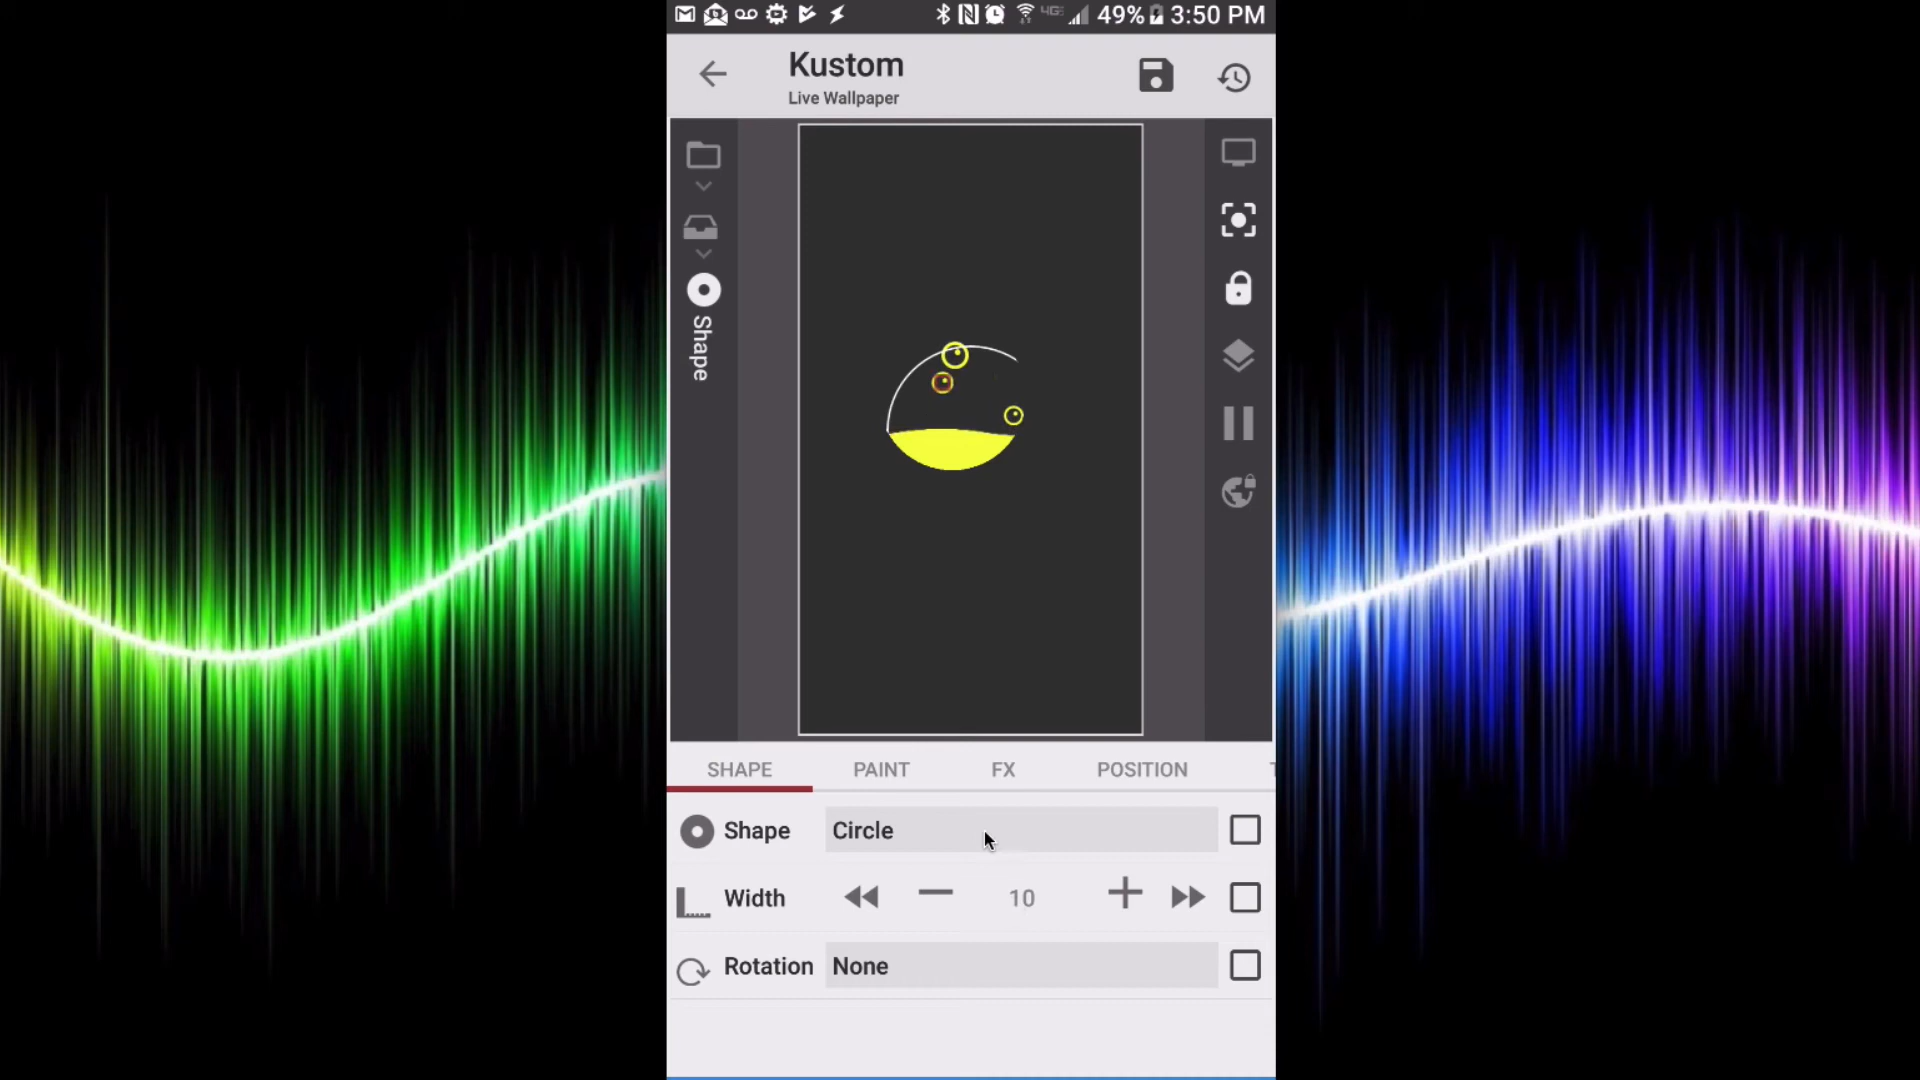 49% 3:50 PM
Kustom
Live Wallpaper
Shape
SHAPE PAINT FX POSITION
Shape Circle
Width 10
Rotation None